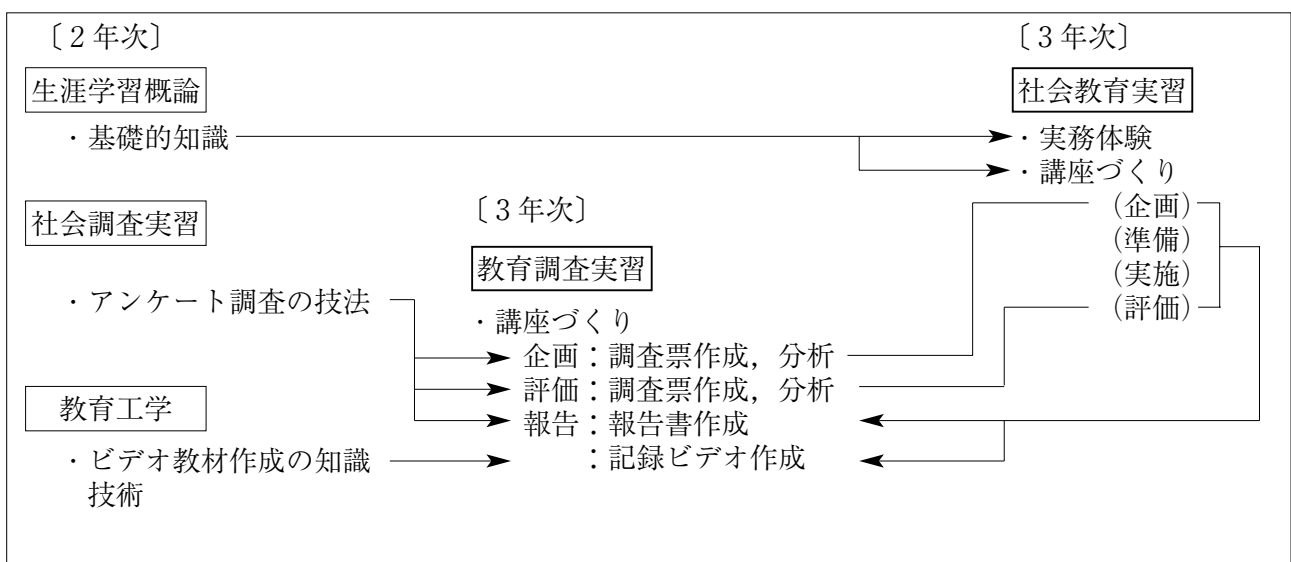 〔２年次〕
〔３年次〕
生涯学習概論
社会教育実習
・基礎的知識
・実務体験
・講座づくり
（企画）
（準備）
（実施）
（評価）
社会調査実習
〔３年次〕
教育調査実習
・アンケート調査の技法
・講座づくり
企画：調査票作成，分析
評価：調査票作成，分析
報告：報告書作成
：記録ビデオ作成
教育工学
・ビデオ教材作成の知識
技術